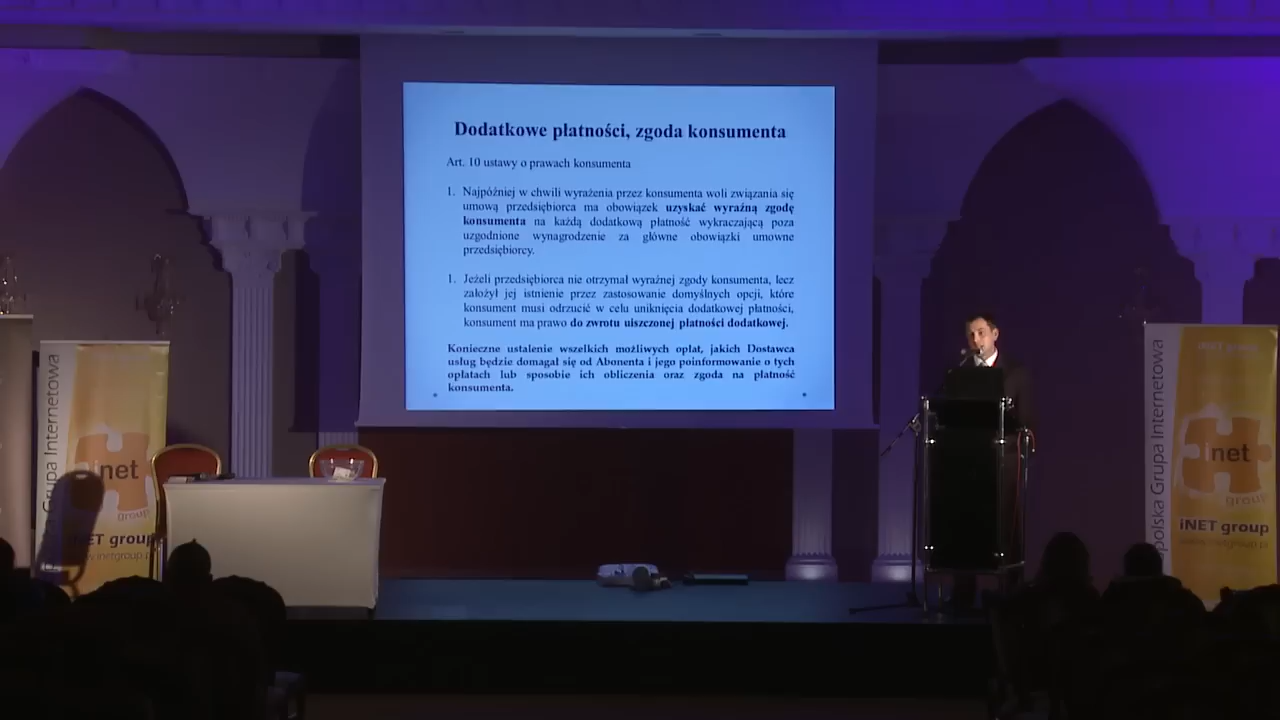 Dodatkowe płatności, zgoda konsumenta
Art. 10 ustawy o prawach konsumenta
1. Najpóźniej w chwili wyrażenia przez konsumenta woli związania się
umową przedsiębiorca ma obowiązek uzyskać wyraźną zgodę
konsumenta na każdą dodatkową płatność wykraczającą poza
uzgodnione wynagrodzenie za główne obowiązki umowne
przedsiębiorcy.
1. Jeżeli przedsiębiorca nie otrzymał wyraźnej zgody konsumenta, lecz
założył jej istnienie przez zastosowanie domyślnych opcji, które
konsument musi odrzucić w celu uniknięcia dodatkowej płatności,
konsument ma prawo do zwrotu uiszczonej płatności dodatkowej.
Konieczne ustalenie wszelkich możliwych opłat, jakich Dostawca
usług będzie domagał się od Abonenta i jego poinformowanie o tych
opłatach lub sposobie ich obliczenia oraz zgoda na płatność
konsumenta.
Grupa Internetowa
inet
group
group
polska Grupa Internetowa
iNET group
inet
group
iNET group